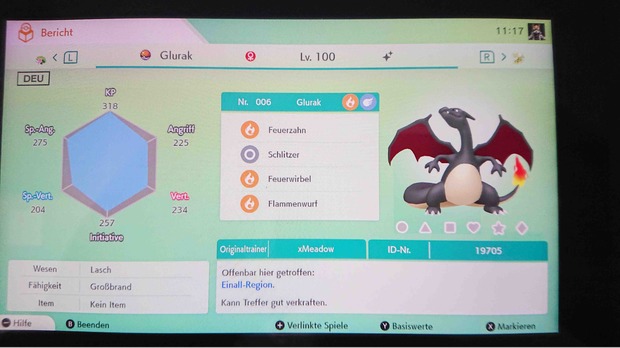 Bericht
11:17
L
Glurak
Lv. 100
R
DEU
KP
318
Sp.-Ang.
275
Angriff
225
Sp.-Vert.
204
Vert.
234
257
Initiative
Nr. 006 Glurak
Feuerzahn
Schlitzer
Feuerwirbel
Flammenwurf
Originaltrainer xMeadow ID-Nr. 19705
Wesen Lasch
Fähigkeit Großbrand
Item Kein Item
Offenbar hier getroffen:
Einall-Region.
Kann Treffer gut verkraften.
Hilfe
B Beenden
Verlinkte Spiele
Y Basiswerte
X Markieren